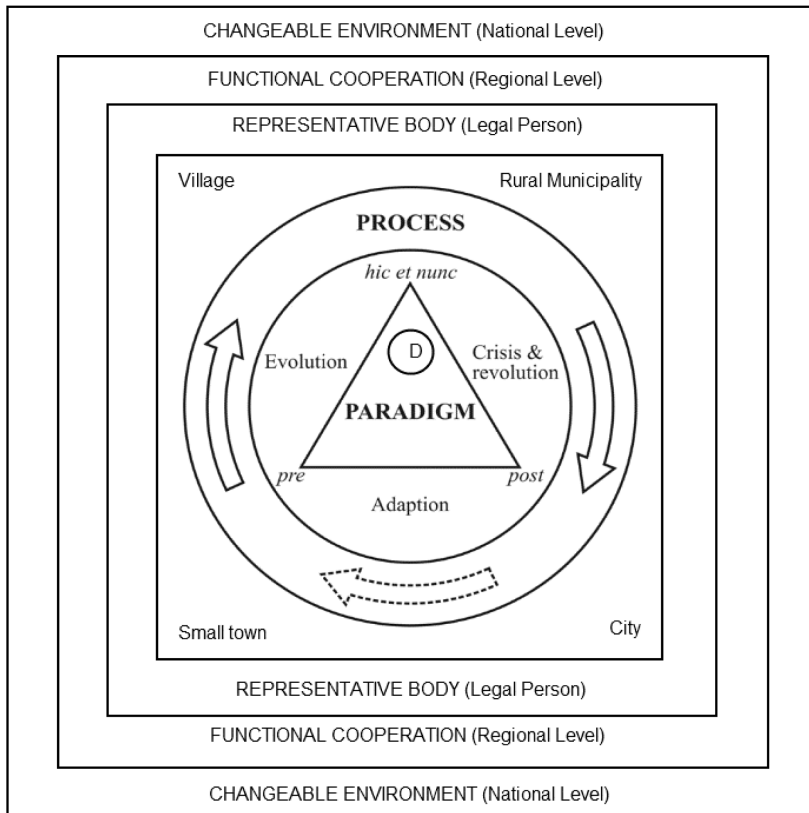 CHANGEABLE ENVIRONMENT (National Level)
FUNCTIONAL COOPERATION (Regional Level)
REPRESENTATIVE BODY (Legal Person)
Village
Rural Municipality
PROCESS
hic et nunc
D
Evolution
Crisis &
revolution
PARADIGM
pre
post
Adaption
Small town
City
REPRESENTATIVE BODY (Legal Person)
FUNCTIONAL COOPERATION (Regional Level)
CHANGEABLE ENVIRONMENT (National Level)